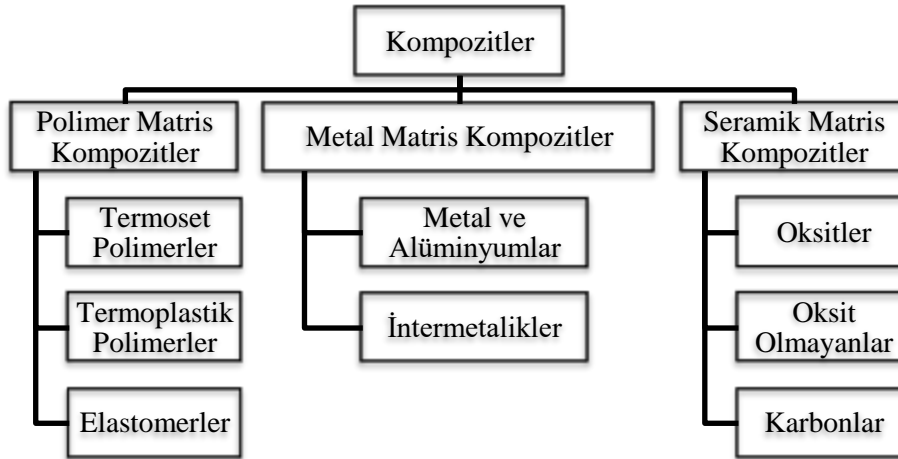 Kompozitler
Polimer Matris
Kompozitler
Termoset
Polimerler
Termoplastik
Polimerler
Elastomerler
Metal Matris Kompozitler
Metal ve
Alüminyumlar
İntermetalikler
Seramik Matris
Kompozitler
Oksitler
Oksit
Olmayanlar
Karbonlar